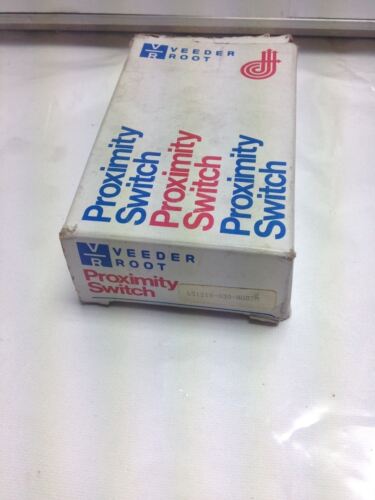 V/R VEEDER
ROOT
Proximity
Switch
Proximity
Switch
Proximity
Switch
V/R VEEDER
ROOT
Proximity
Switch